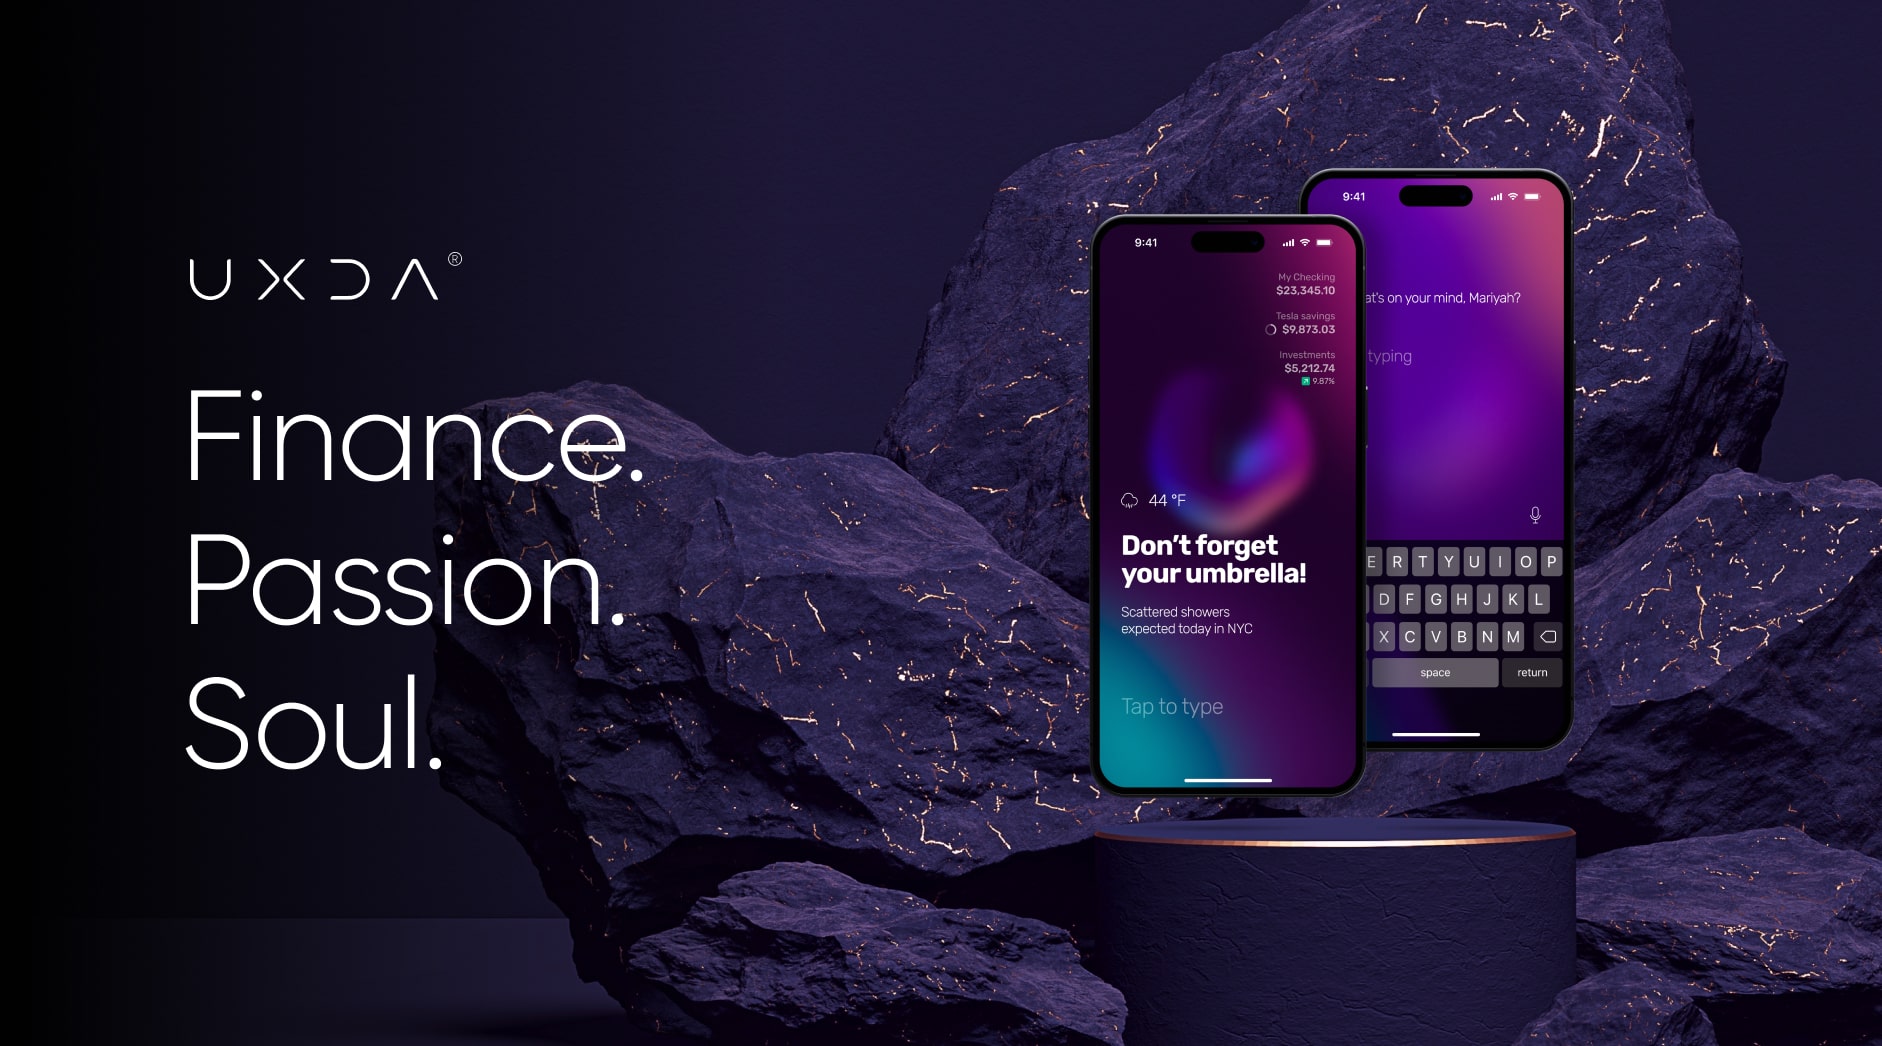 UXDA®
Finance.
Passion.
Soul.
9:41
My Checking
$23,345.10
Tesla savings
$9,873.03
Investments
$5,212.74
9.87%
44 °F
Don't forget
your umbrella!
Scattered showers
expected today in NYC
Tap to type
9:41
at's on your mind, Mariyah?
typing
E R T Y U I O P
D F G H J K L
X C V B N M
space return